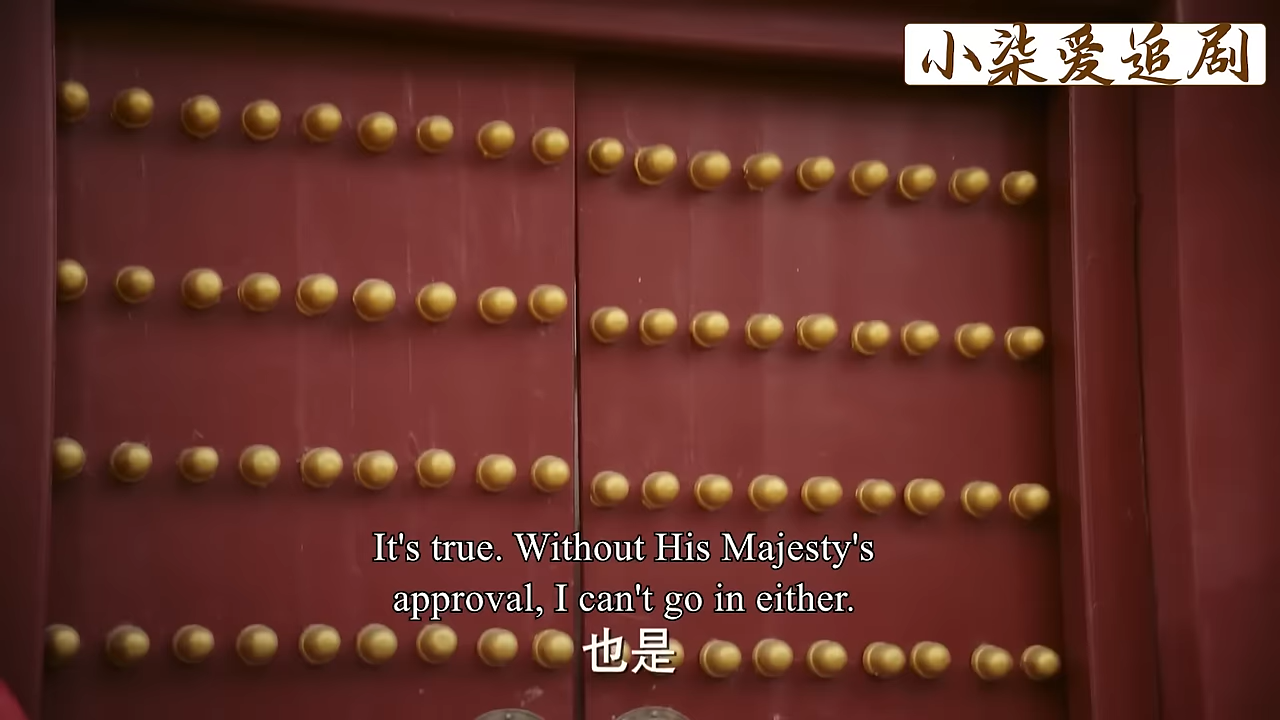 小柒爱追剧
It's true. Without His Majesty's
approval, I can't go in either.
也是